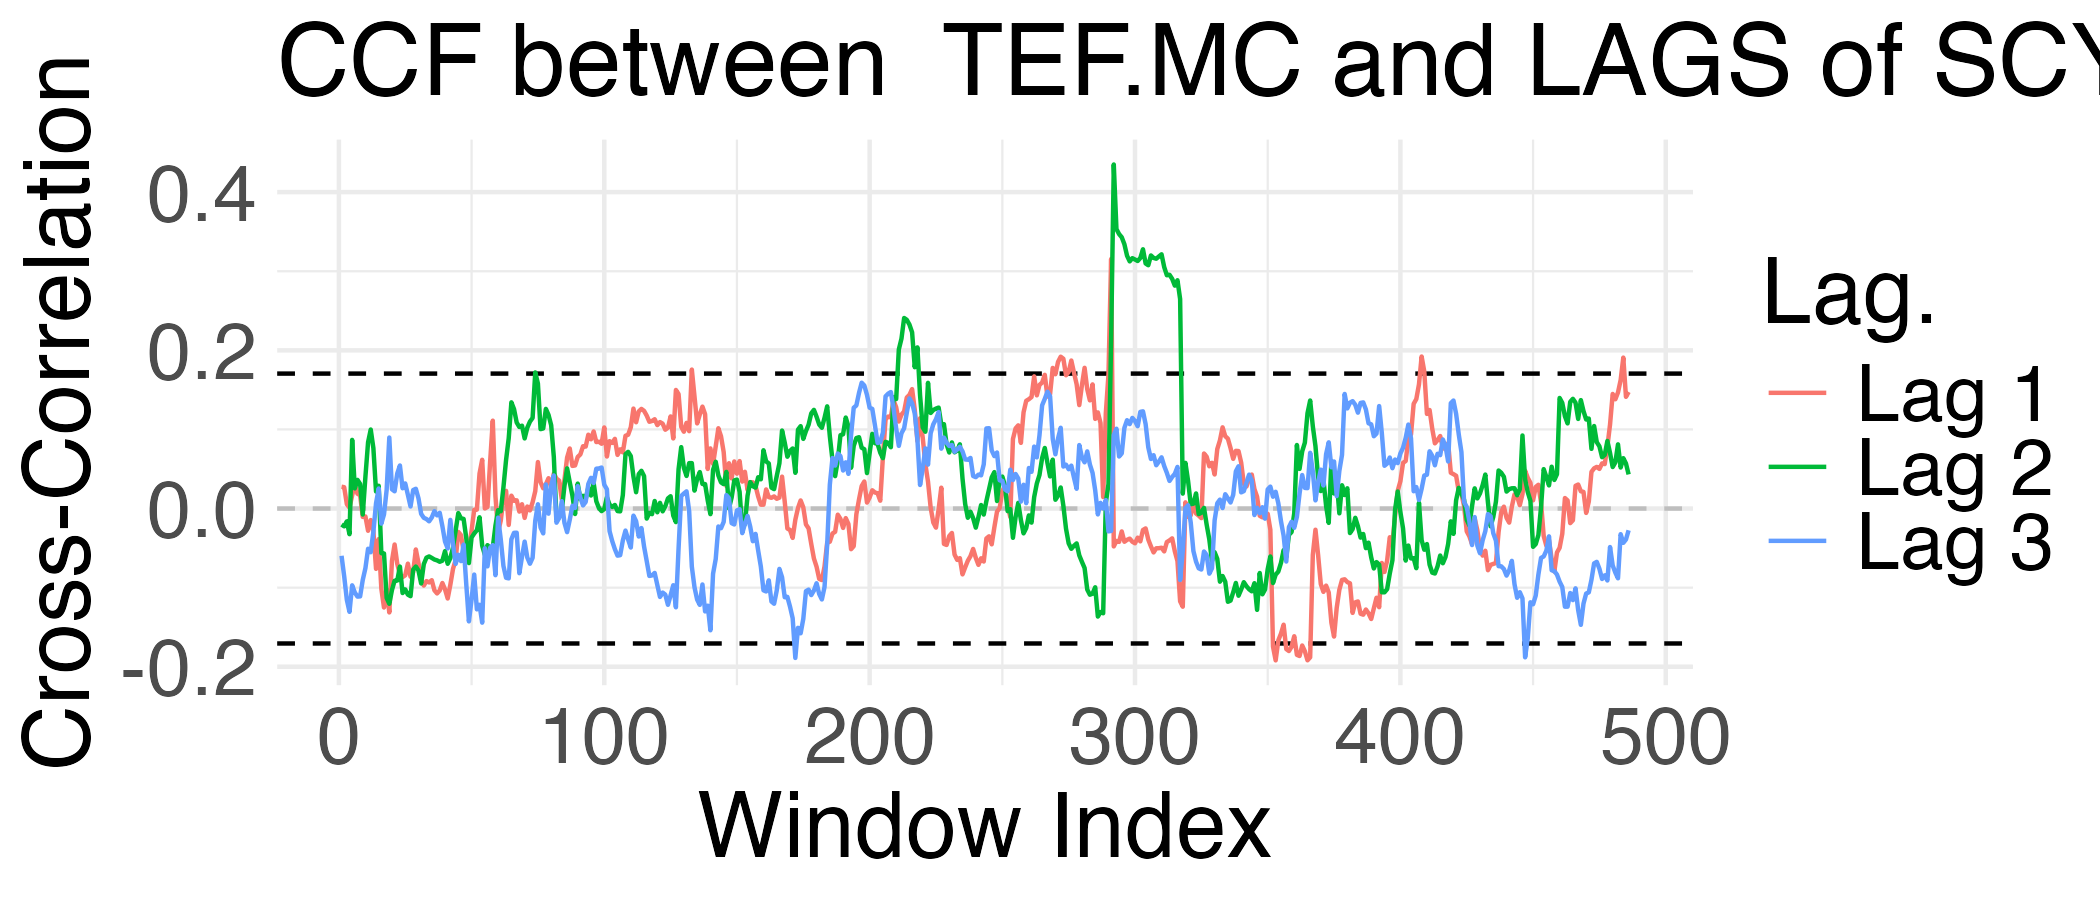 CCF between  TEF.MC and LAGS of SCY
Cross-Correlation
0.4
0.2
0.0
-0.2
0 100 200 300 400 500
Window Index
Lag.
Lag 1
Lag 2
Lag 3